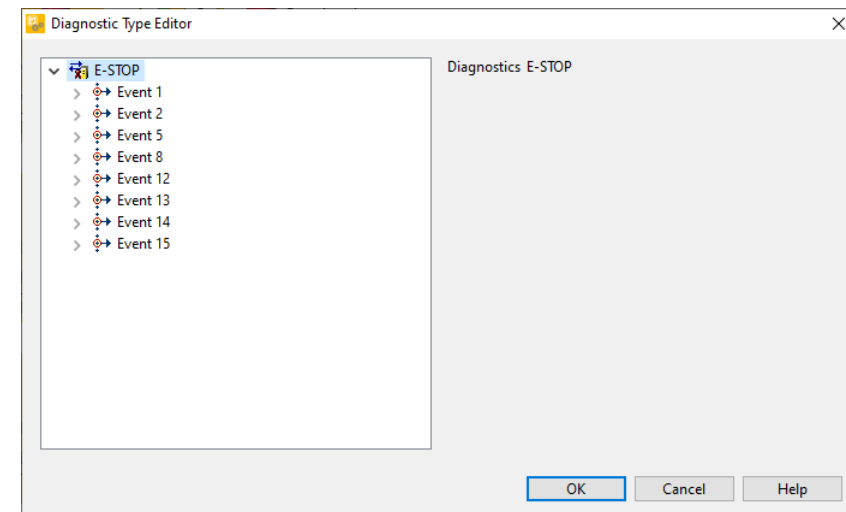 Diagnostic Type Editor
E-STOP
Event 1
Event 2
Event 5
Event 8
Event 12
Event 13
Event 14
Event 15
Diagnostics E-STOP
OK Cancel Help